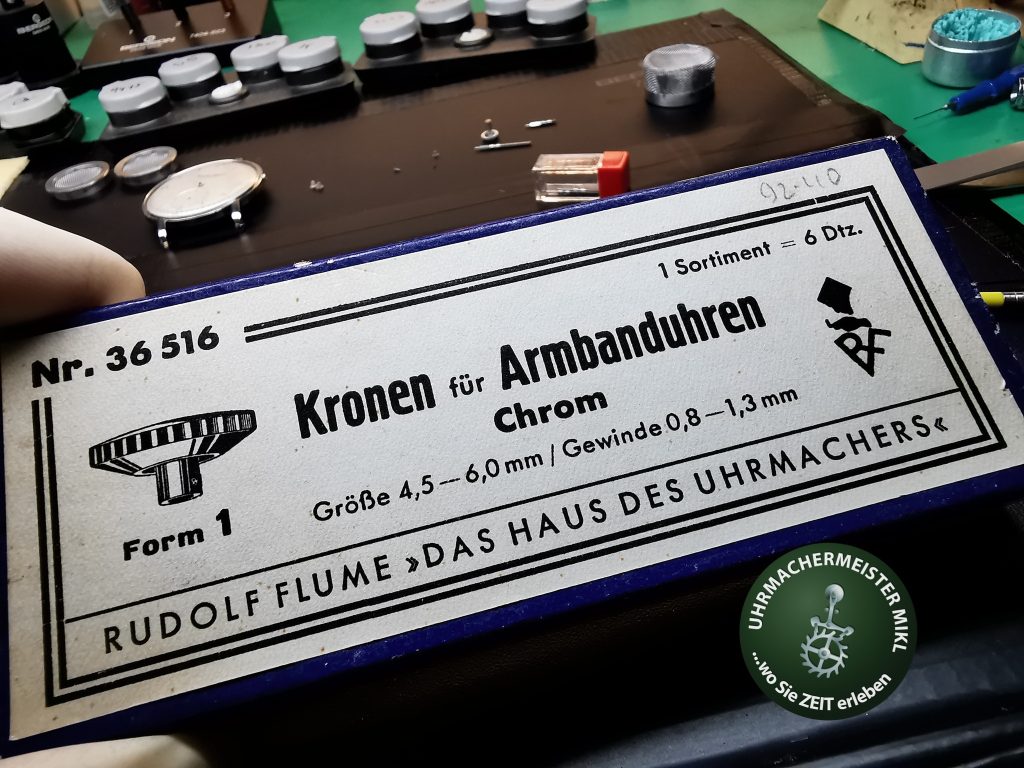 BERGEON
92-40
1 Sortiment = 6 Dtz.
Nr. 36 516
Kronen für Armbanduhren
Chrom
RF
Größe 4,5—6,0 mm / Gewinde 0,8—1,3 mm
Form 1
RUDOLF FLUME »DAS HAUS DES UHRMACHERS«
UHRMACHERMEISTER MIKL
...wo Sie ZEIT erleben